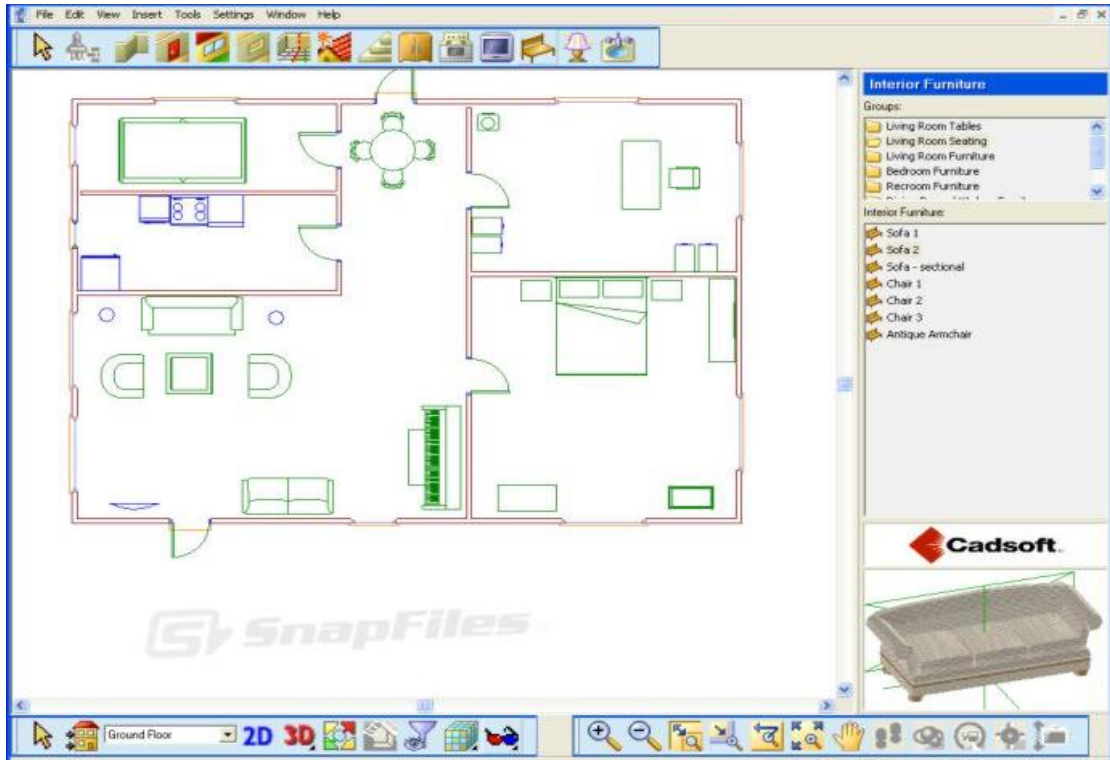 File Edit View Insert Tools Settings Window Help
Interior Furniture
Groups:
Living Room Tables
Living Room Seating
Living Room Furniture
Bedroom Furniture
Recroom Furniture
Interior Furniture:
Sofa 1
Sofa 2
Sofa - sectional
Chair 1
Chair 2
Chair 3
Antique Armchair
Cadsoft
SnapFiles
Ground Floor
2D 3D